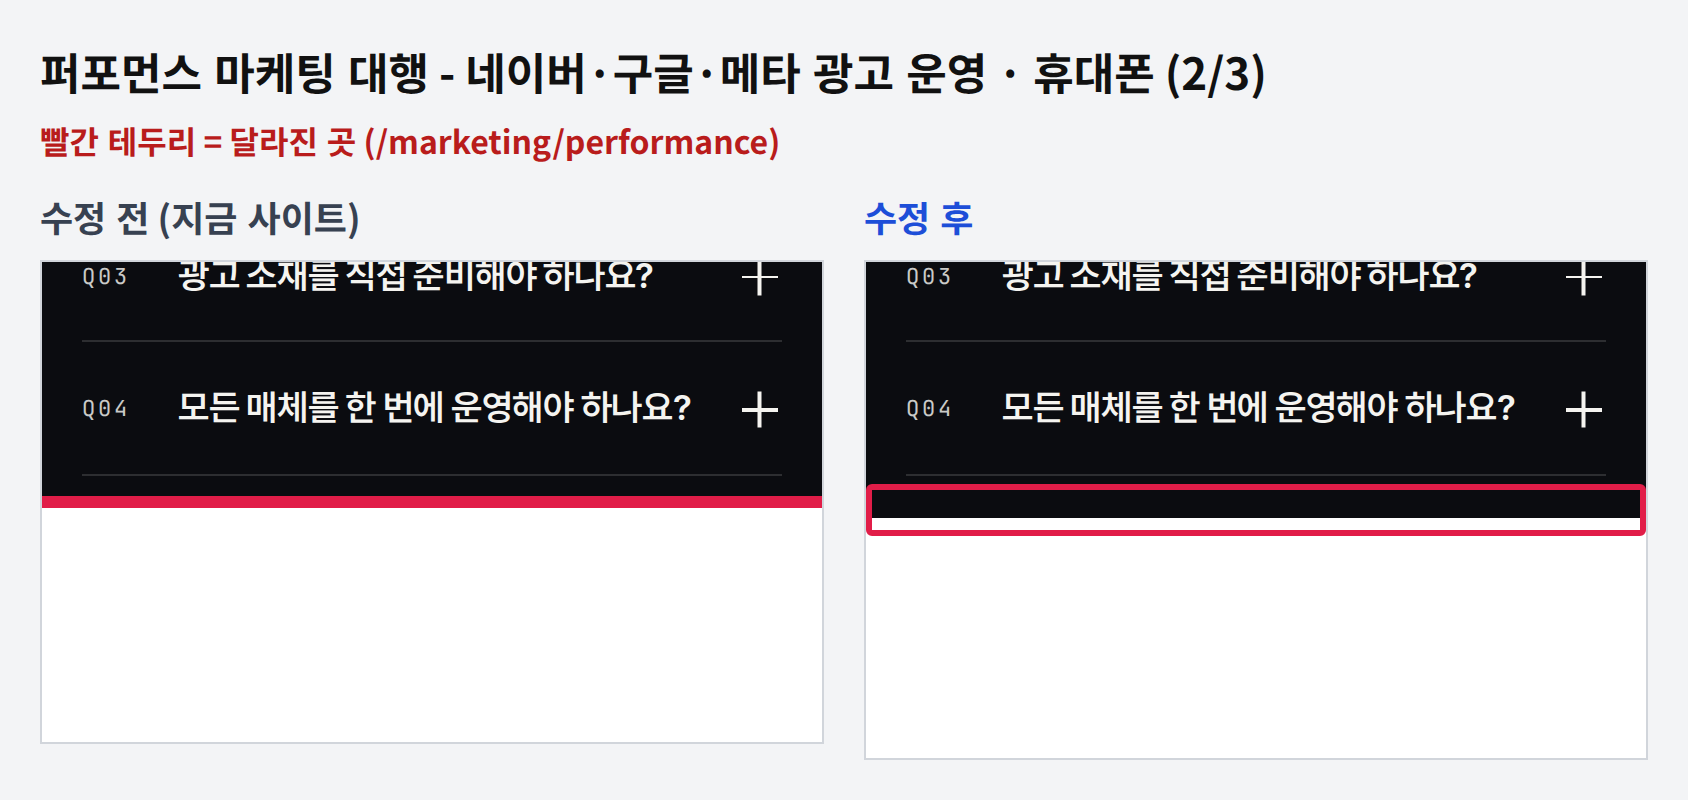 퍼포먼스 마케팅 대행 - 네이버·구글·메타 광고 운영 · 휴대폰 (2/3)
빨간 테두리 = 달라진 곳 (/marketing/performance)
수정 전 (지금 사이트)
Q03 광고 소재를 직접 준비해야 하나요?
Q04 모든 매체를 한 번에 운영해야 하나요?
수정 후
Q03 광고 소재를 직접 준비해야 하나요?
Q04 모든 매체를 한 번에 운영해야 하나요?